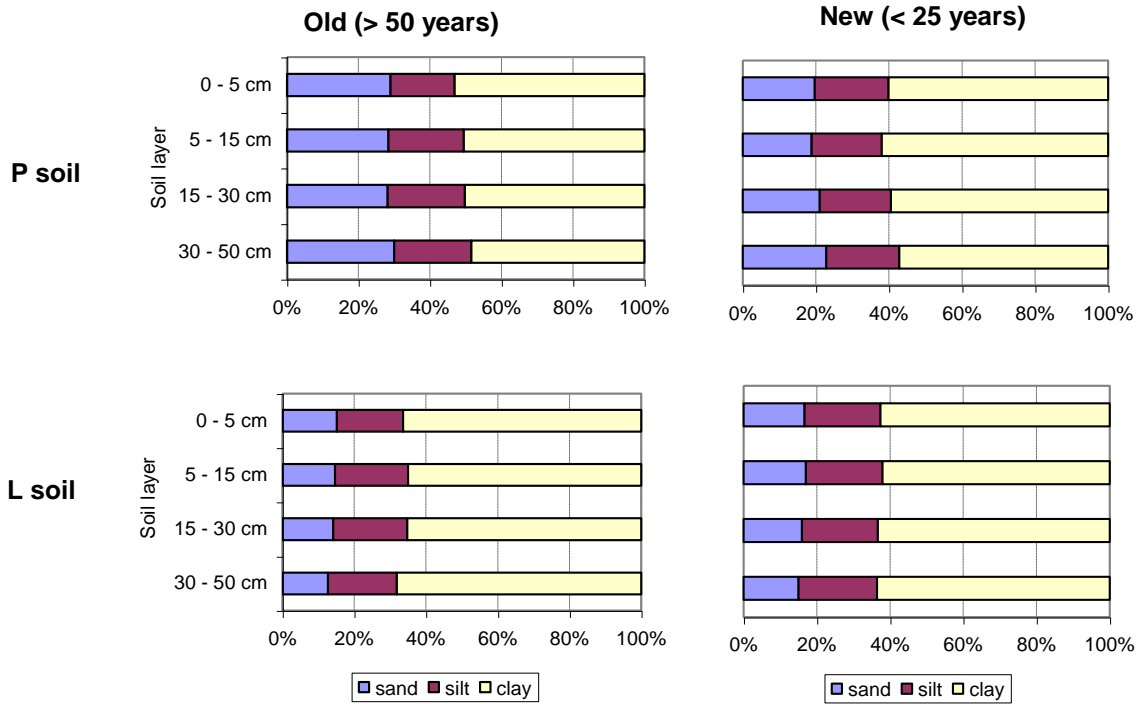 Old (> 50 years)
New (< 25 years)
P soil
Soil layer
0 - 5 cm
5 - 15 cm
15 - 30 cm
30 - 50 cm
0% 20% 40% 60% 80% 100%
0% 20% 40% 60% 80% 100%
L soil
Soil layer
0 - 5 cm
5 - 15 cm
15 - 30 cm
30 - 50 cm
0% 20% 40% 60% 80% 100%
0% 20% 40% 60% 80% 100%
sand silt clay
sand silt clay